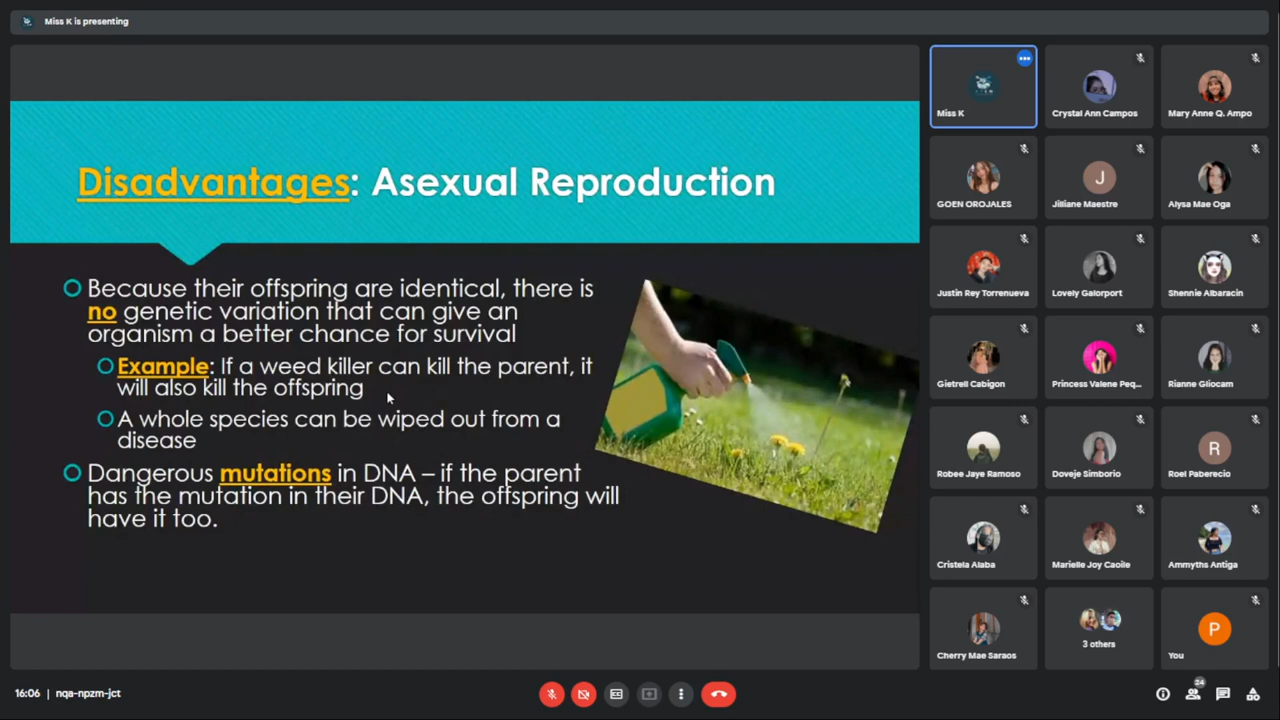 Miss K is presenting
Disadvantages: Asexual Reproduction
Because their offspring are identical, there is
no genetic variation that can give an
organism a better chance for survival
Example: If a weed killer can kill the parent, it
will also kill the offspring
A whole species can be wiped out from a
disease
Dangerous mutations in DNA – if the parent
has the mutation in their DNA, the offspring will
have it too.
Miss K
Crystal Ann Campos
Mary Anne Q. Ampo
GOEN OROJALES
J
Jilliane Maestre
Alysa Mae Oga
Justin Rey Torrenueva
Lovely Galorport
Shennie Albaracin
Gietrell Cabigon
Princess Valene Peq...
Rianne Gliocam
Robee Jaye Ramoso
Doveje Simborio
R
Roel Paberecio
Cristela Alaba
Marielle Joy Caoile
Ammyths Antiga
Cherry Mae Saraos
3 others
P
You
16:06 | nqa-npzm-jct
24